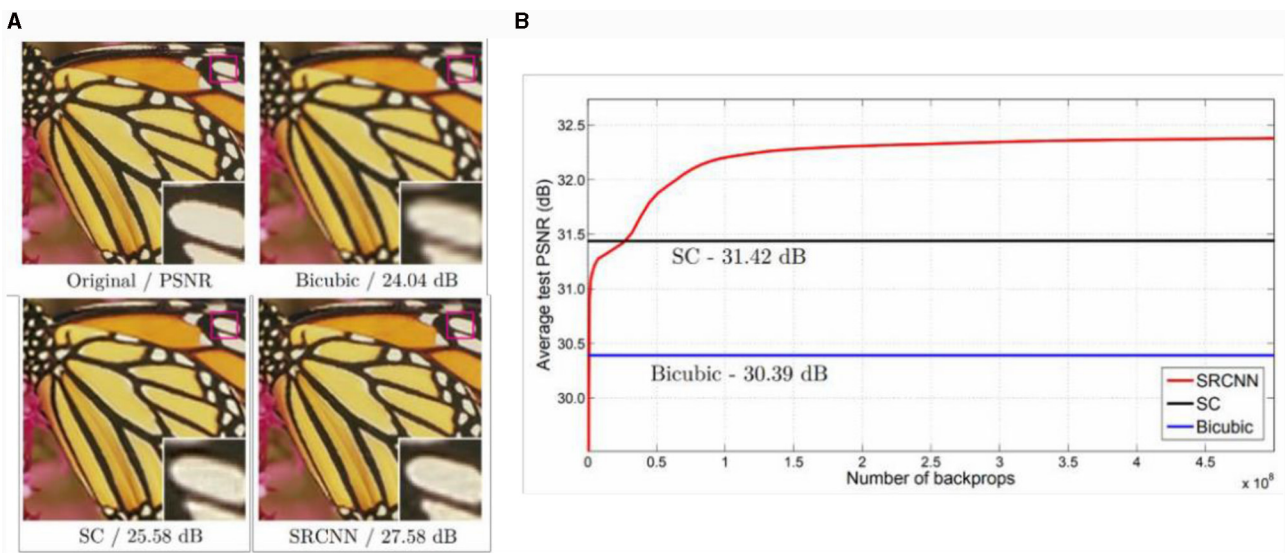 A
B
Original / PSNR
Bicubic / 24.04 dB
SC / 25.58 dB
SRCNN / 27.58 dB
Average test PSNR (dB)
32.5
32.0
31.5
31.0
30.5
30.0
SC - 31.42 dB
Bicubic - 30.39 dB
SRCNN
SC
Bicubic
0
0.5
1
1.5
2
2.5
3
3.5
4
4.5
Number of backprops
x 10⁸